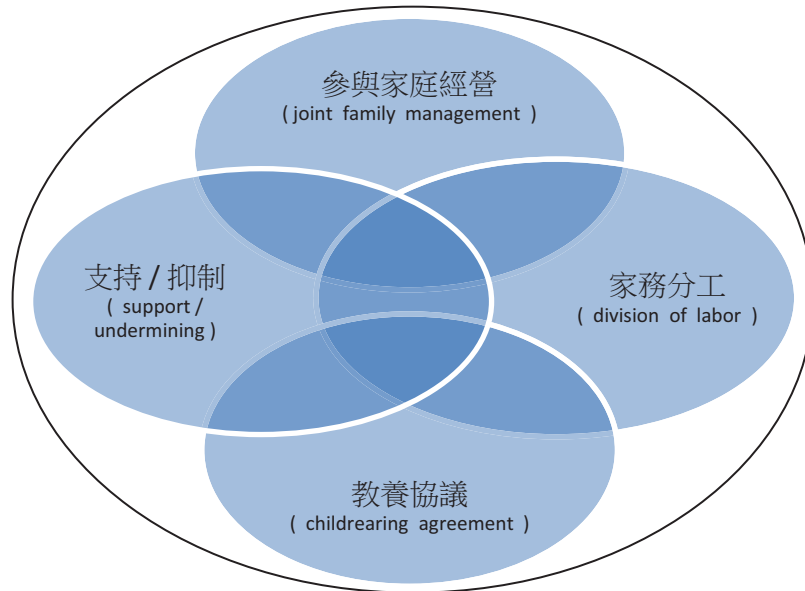 參與家庭經營
( joint family management )
支持 / 抑制
( support /
undermining )
家務分工
( division of labor )
教養協議
( childrearing agreement )